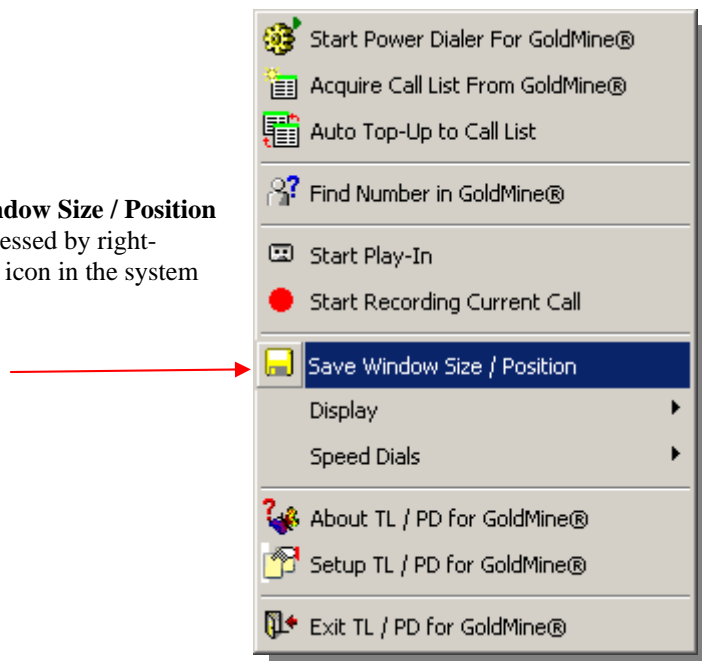 Start Power Dialer For GoldMine®
Acquire Call List From GoldMine®
Auto Top-Up to Call List
Find Number in GoldMine®
Start Play-In
Start Recording Current Call
Save Window Size / Position
Display
Speed Dials
About TL / PD for GoldMine®
Setup TL / PD for GoldMine®
Exit TL / PD for GoldMine®
ndow Size / Position
essed by right-
icon in the system